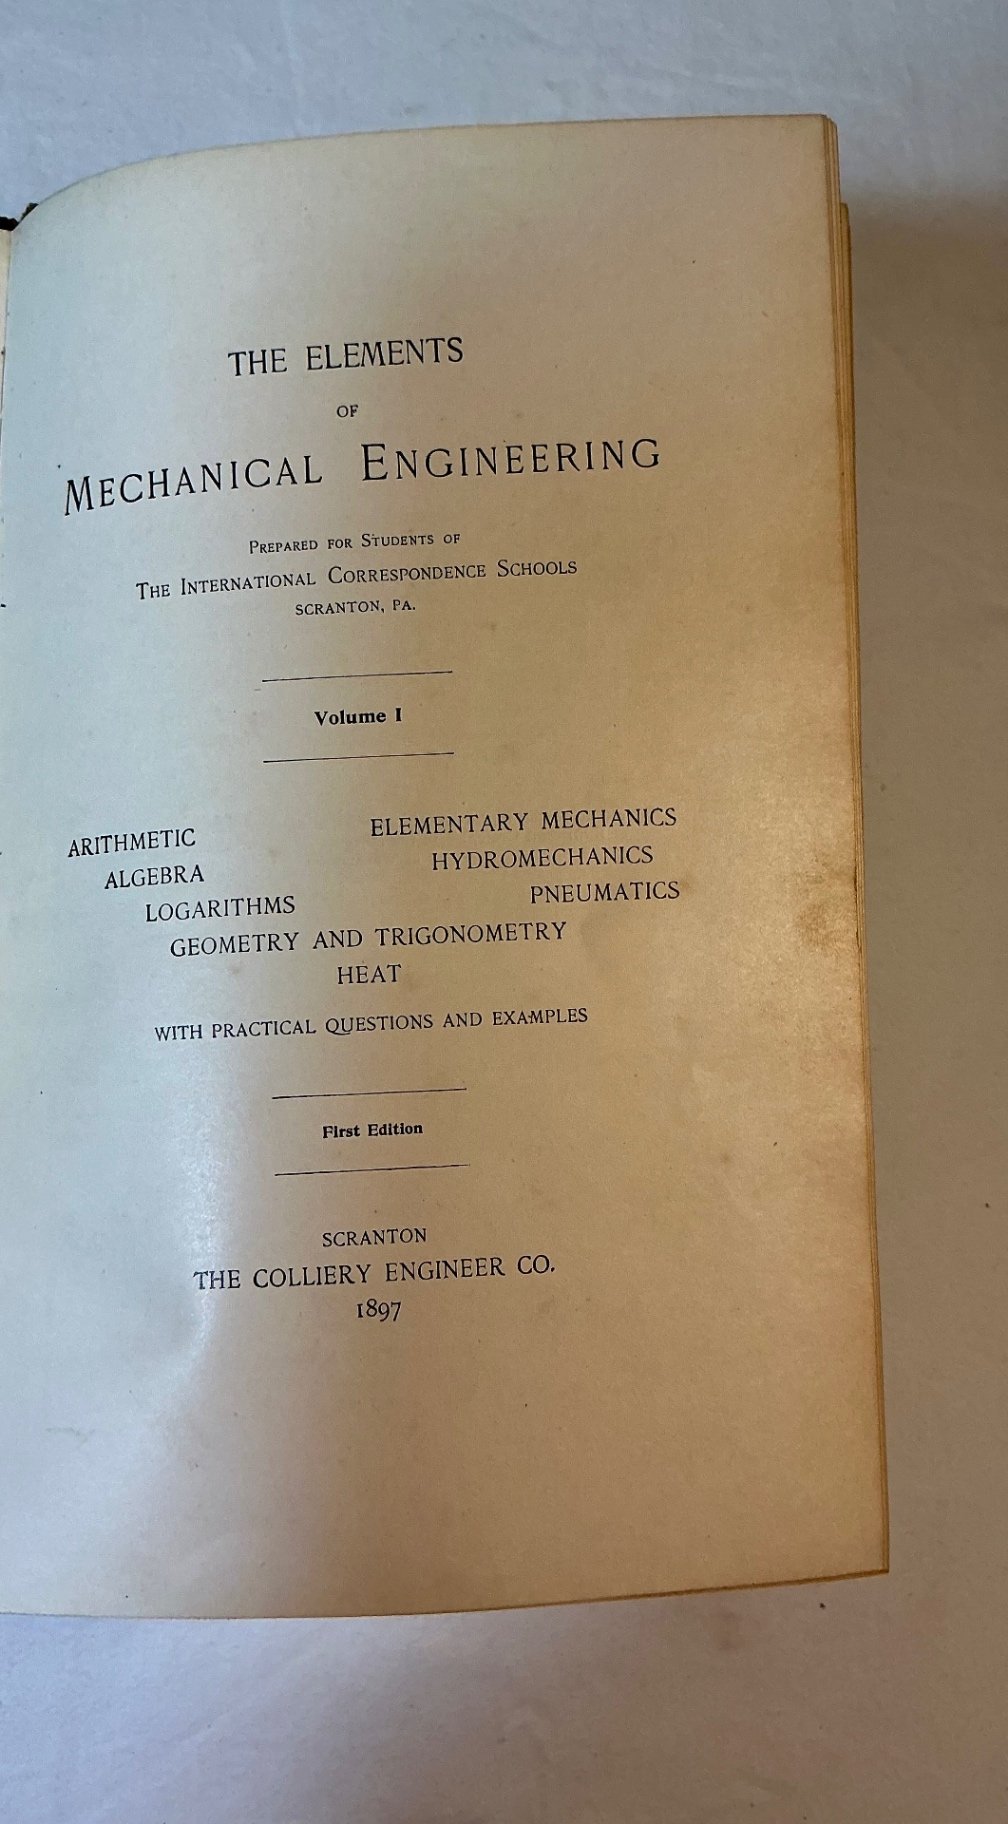 THE ELEMENTS
OF
MECHANICAL ENGINEERING
PREPARED FOR STUDENTS OF
THE INTERNATIONAL CORRESPONDENCE SCHOOLS
SCRANTON, PA.
Volume I
ARITHMETIC
ALGEBRA
LOGARITHMS
ELEMENTARY MECHANICS
HYDROMECHANICS
PNEUMATICS
GEOMETRY AND TRIGONOMETRY
HEAT
WITH PRACTICAL QUESTIONS AND EXAMPLES
First Edition
SCRANTON
THE COLLIERY ENGINEER CO.
1897